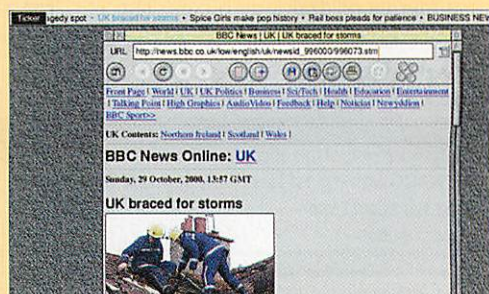 Ticker agedy spot • UK braced for storms • Spice Girls make pop history • Rail boss pleads for patience • BUSINESS NEW
BBC News | UK | UK braced for storms
URL http://news.bbc.co.uk/low/english/uk/newsid_996000/996073.stm
Front Page | World | UK | UK Politics | Business | Sci/Tech | Health | Education | Entertainment
| Talking Point | High Graphics | AudioVideo | Feedback | Help | Noticias | Newyddion |
BBC Sport>>
UK Contents: Northern Ireland | Scotland | Wales |
BBC News Online: UK
Sunday, 29 October, 2000, 13:57 GMT
UK braced for storms